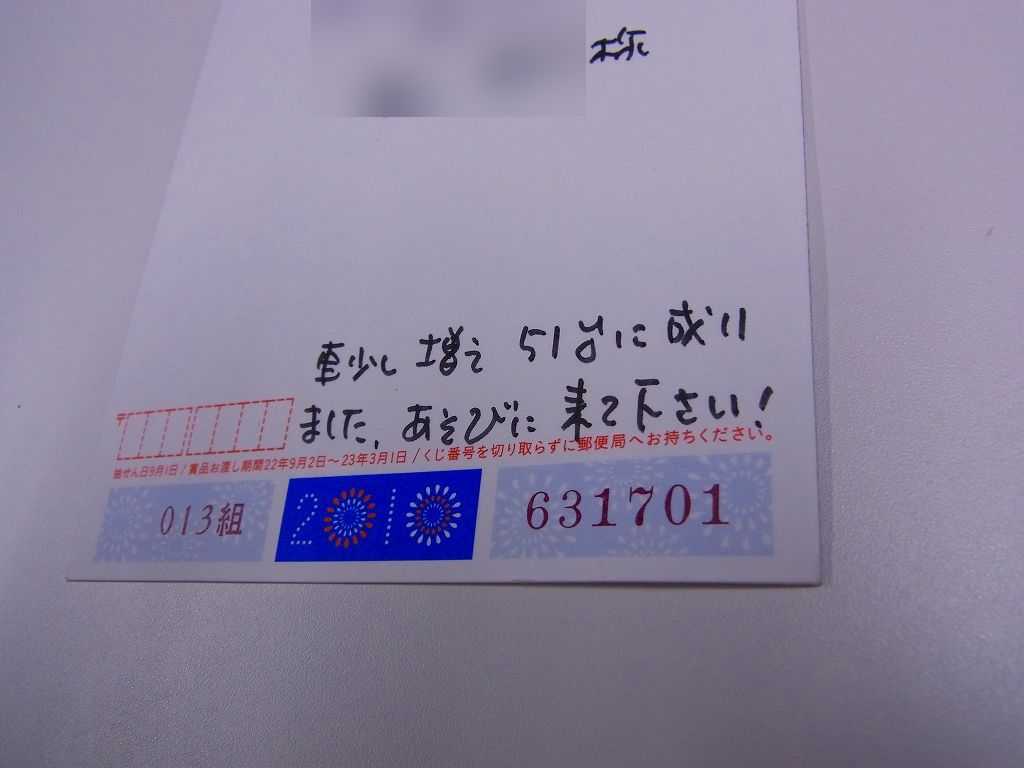 様
車少し増え 51台に成り
ました、あそびに来て下さい!
〒
抽せん日9月1日/賞品お渡し期間22年9月2日〜23年3月1日/くじ番号を切り取らずに郵便局へお持ちください。
013組 2010 631701